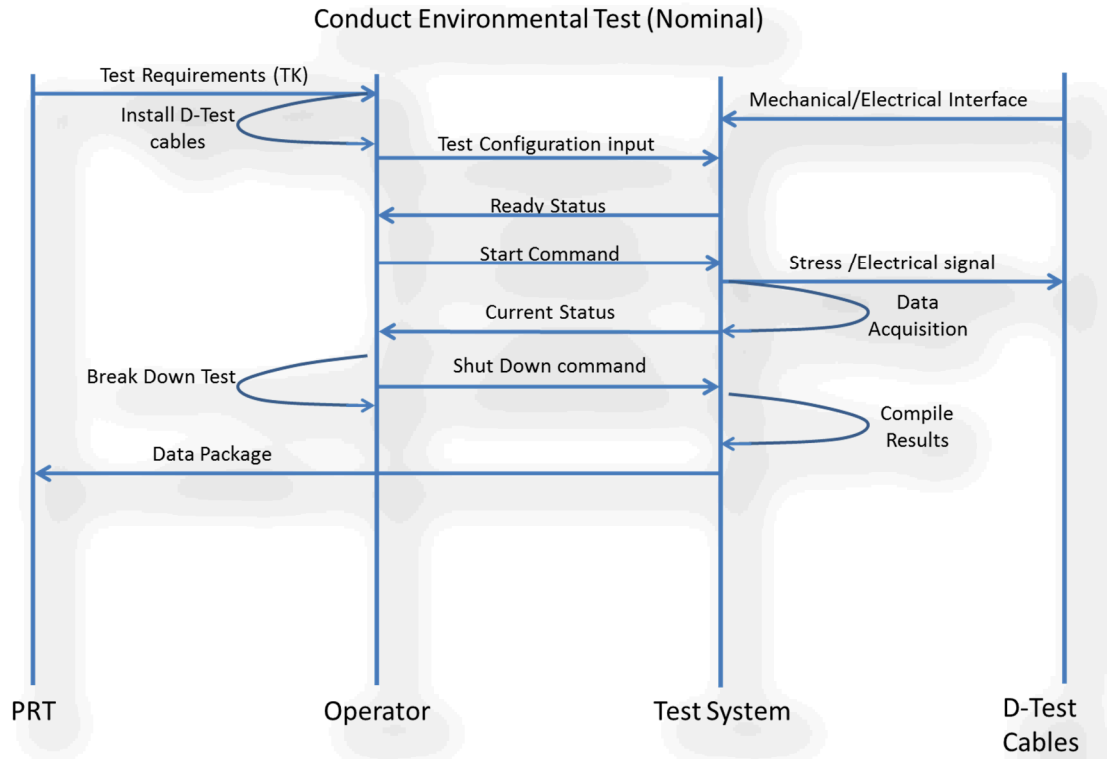 Conduct Environmental Test (Nominal)
Test Requirements (TK)
Mechanical/Electrical Interface
Install D-Test
cables
Test Configuration input
Ready Status
Start Command
Stress /Electrical signal
Data
Acquisition
Current Status
Break Down Test
Shut Down command
Compile
Results
Data Package
PRT
Operator
Test System
D-Test
Cables